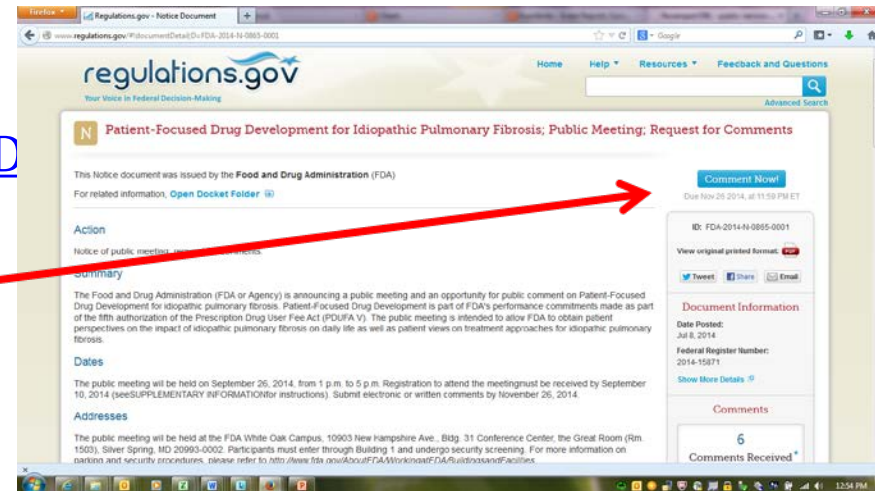 Firefox
Regulations.gov - Notice Document
www.regulations.gov/#!documentDetail;D=FDA-2014-N-0865-0001
Google
regulations.gov
Your Voice in Federal Decision-Making
Home Help Resources Feedback and Questions
Advanced Search
N Patient-Focused Drug Development for Idiopathic Pulmonary Fibrosis; Public Meeting; Request for Comments
D
This Notice document was issued by the Food and Drug Administration (FDA)
For related information, Open Docket Folder
Comment Now!
Due Nov 26 2014, at 11:59 PM ET
Action
Notice of public meeting; comments.
Summary
The Food and Drug Administration (FDA or Agency) is announcing a public meeting and an opportunity for public comment on Patient-Focused
Drug Development for idiopathic pulmonary fibrosis. Patient-Focused Drug Development is part of FDA's performance commitments made as part
of the fifth authorization of the Prescription Drug User Fee Act (PDUFA V). The public meeting is intended to allow FDA to obtain patient
perspectives on the impact of idiopathic pulmonary fibrosis on daily life as well as patient views on treatment approaches for idiopathic pulmonary
fibrosis.
Dates
The public meeting will be held on September 26, 2014, from 1 p.m. to 5 p.m. Registration to attend the meetingmust be received by September
10, 2014 (seeSUPPLEMENTARY INFORMATIONfor instructions). Submit electronic or written comments by November 26, 2014
Addresses
The public meeting will be held at the FDA White Oak Campus, 10903 New Hampshire Ave., Bldg. 31 Conference Center, the Great Room (Rm.
1503), Silver Spring, MD 20993-0002. Participants must enter through Building 1 and undergo security screening. For more information on
parking and security procedures, please refer to http://www.fda.gov/AboutFDA/WorkingatFDA/BuildingsandFacilities
ID: FDA-2014-N-0865-0001
View original printed format: PDF
Tweet Share Email
Document Information
Date Posted:
Jul 8, 2014
Federal Register Number:
2014-15871
Show More Details
Comments
6
Comments Received*
12:54 PM